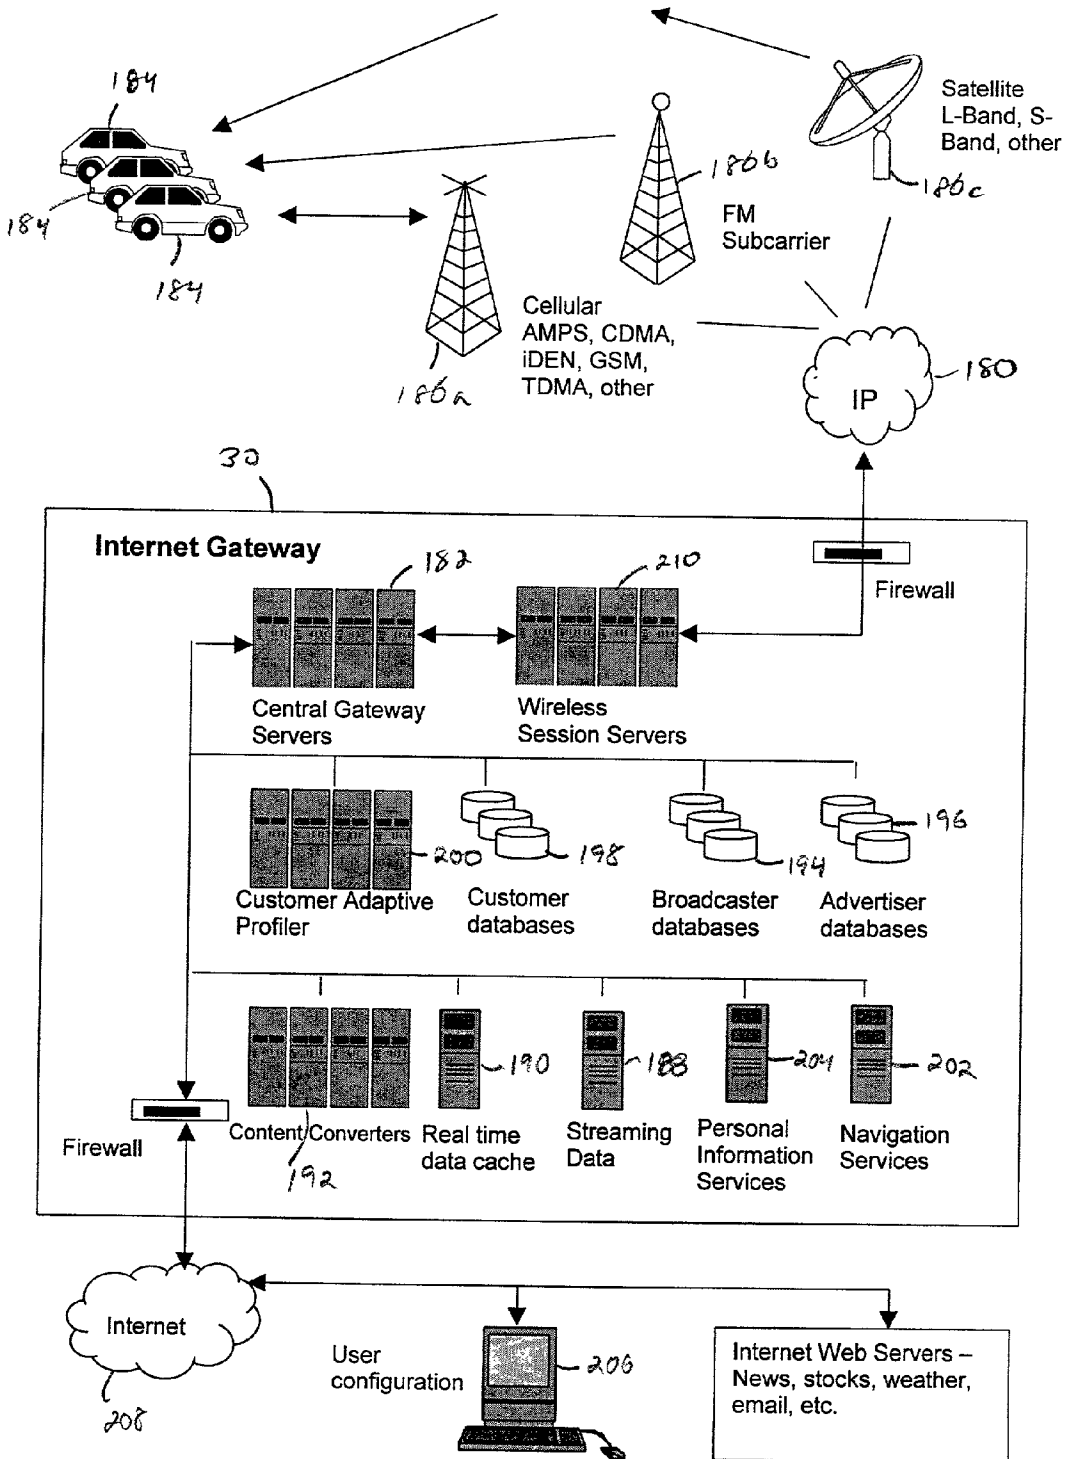 184
Satellite
L-Band, S-
Band, other
186b
186c
184
FM
Subcarrier
184
Cellular
AMPS, CDMA,
iDEN, GSM,
TDMA, other
186a
180
IP
30
Internet Gateway
182
210
Firewall
Central Gateway
Servers
Wireless
Session Servers
200
198
194
196
Customer Adaptive
Profiler
Customer
databases
Broadcaster
databases
Advertiser
databases
190
188
204
202
Firewall
Content Converters
192
Real time
data cache
Streaming
Data
Personal
Information
Services
Navigation
Services
Internet
208
User
configuration
206
Internet Web Servers –
News, stocks, weather,
email, etc.